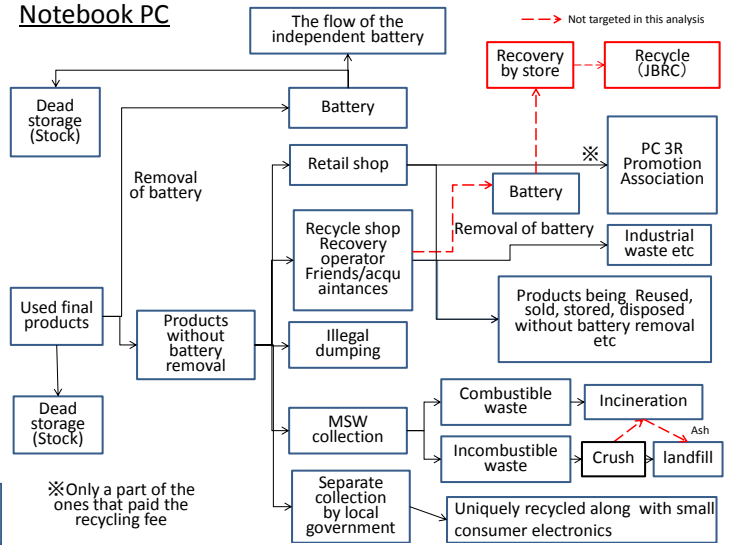 Notebook PC
The flow of the
independent battery
Not targeted in this analysis
Recovery
by store
Recycle
(JBRC)
Dead
storage
(Stock)
Battery
Removal
of battery
Retail shop
※
PC 3R
Promotion
Association
Battery
Removal of battery
Recycle shop
Recovery
operator
Friends/acqu
aintances
Industrial
waste etc
Used final
products
Products
without
battery
removal
Products being Reused,
sold, stored, disposed
without battery removal
etc
Illegal
dumping
Dead
storage
(Stock)
MSW
collection
Combustible
waste
Incineration
Ash
Incombustible
waste
Crush
landfill
※Only a part of the
ones that paid the
recycling fee
Separate
collection
by local
government
Uniquely recycled along with small
consumer electronics